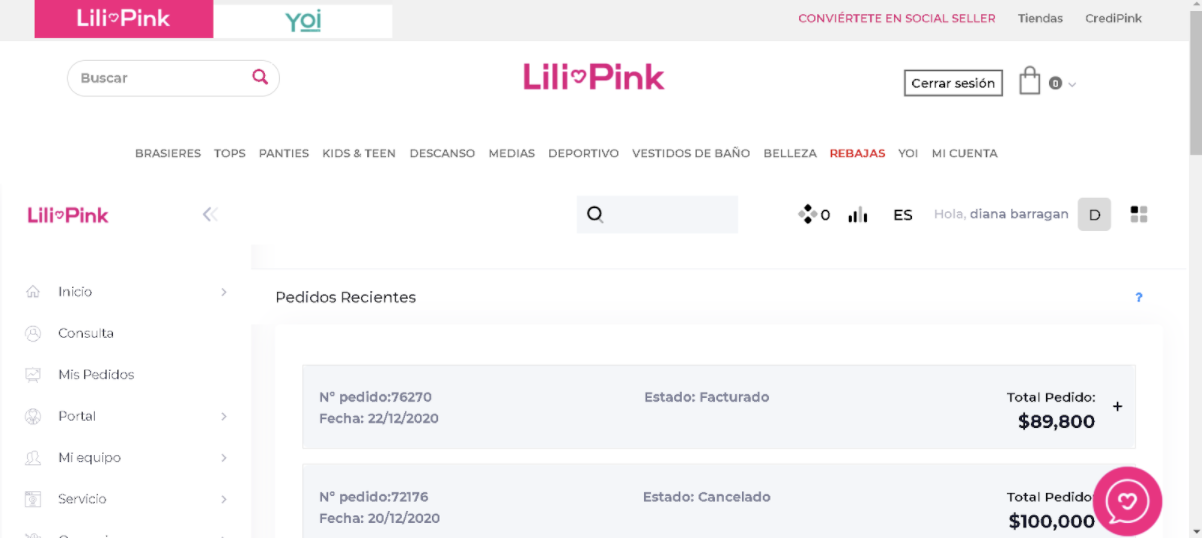 Lili Pink
Yoi
CONVIÉRTETE EN SOCIAL SELLER Tiendas CrediPink
Buscar
Lili Pink
Cerrar sesión
0
BRASIERES TOPS PANTIES KIDS & TEEN DESCANSO MEDIAS DEPORTIVO VESTIDOS DE BAÑO BELLEZA REBAJAS YOI MI CUENTA
Lili Pink
0 ES Hola, diana barragan D
Inicio
Consulta
Mis Pedidos
Portal
Mi equipo
Servicio
Pedidos Recientes ?
Nº pedido:76270 Estado: Facturado Total Pedido:
Fecha: 22/12/2020 $89,800 +
Nº pedido:72176 Estado: Cancelado Total Pedido
Fecha: 20/12/2020 $100,000